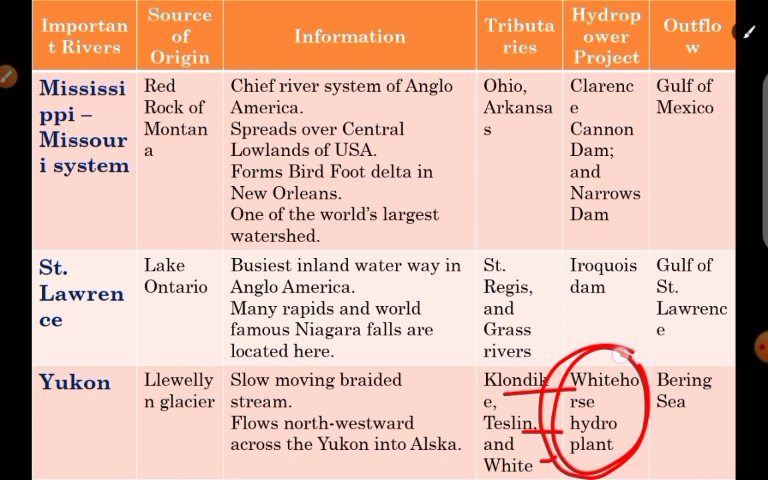 Importan
t Rivers
Source
of
Origin
Information
Tributa
ries
Hydrop
ower
Project
Outflo
w
Mississi
ppi –
Missour
i system
Red
Rock of
Montan
a
Chief river system of Anglo
America.
Spreads over Central
Lowlands of USA.
Forms Bird Foot delta in
New Orleans.
One of the world's largest
watershed.
Ohio,
Arkansa
s
Clarenc
e
Cannon
Dam;
and
Narrows
Dam
Gulf of
Mexico
St.
Lawren
ce
Lake
Ontario
Busiest inland water way in
Anglo America.
Many rapids and world
famous Niagara falls are
located here.
St.
Regis,
and
Grass
rivers
Iroquois
dam
Gulf of
St.
Lawrenc
e
Yukon
Llewelly
n glacier
Slow moving braided
stream.
Flows north-westward
across the Yukon into Alska.
Klondik
e,
Teslin,
and
White
Whiteho
rse
hydro
plant
Bering
Sea